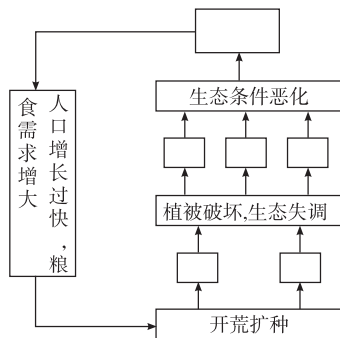 生态条件恶化
人口增长过快,粮
食需求增大
植被破坏,生态失调
开荒扩种